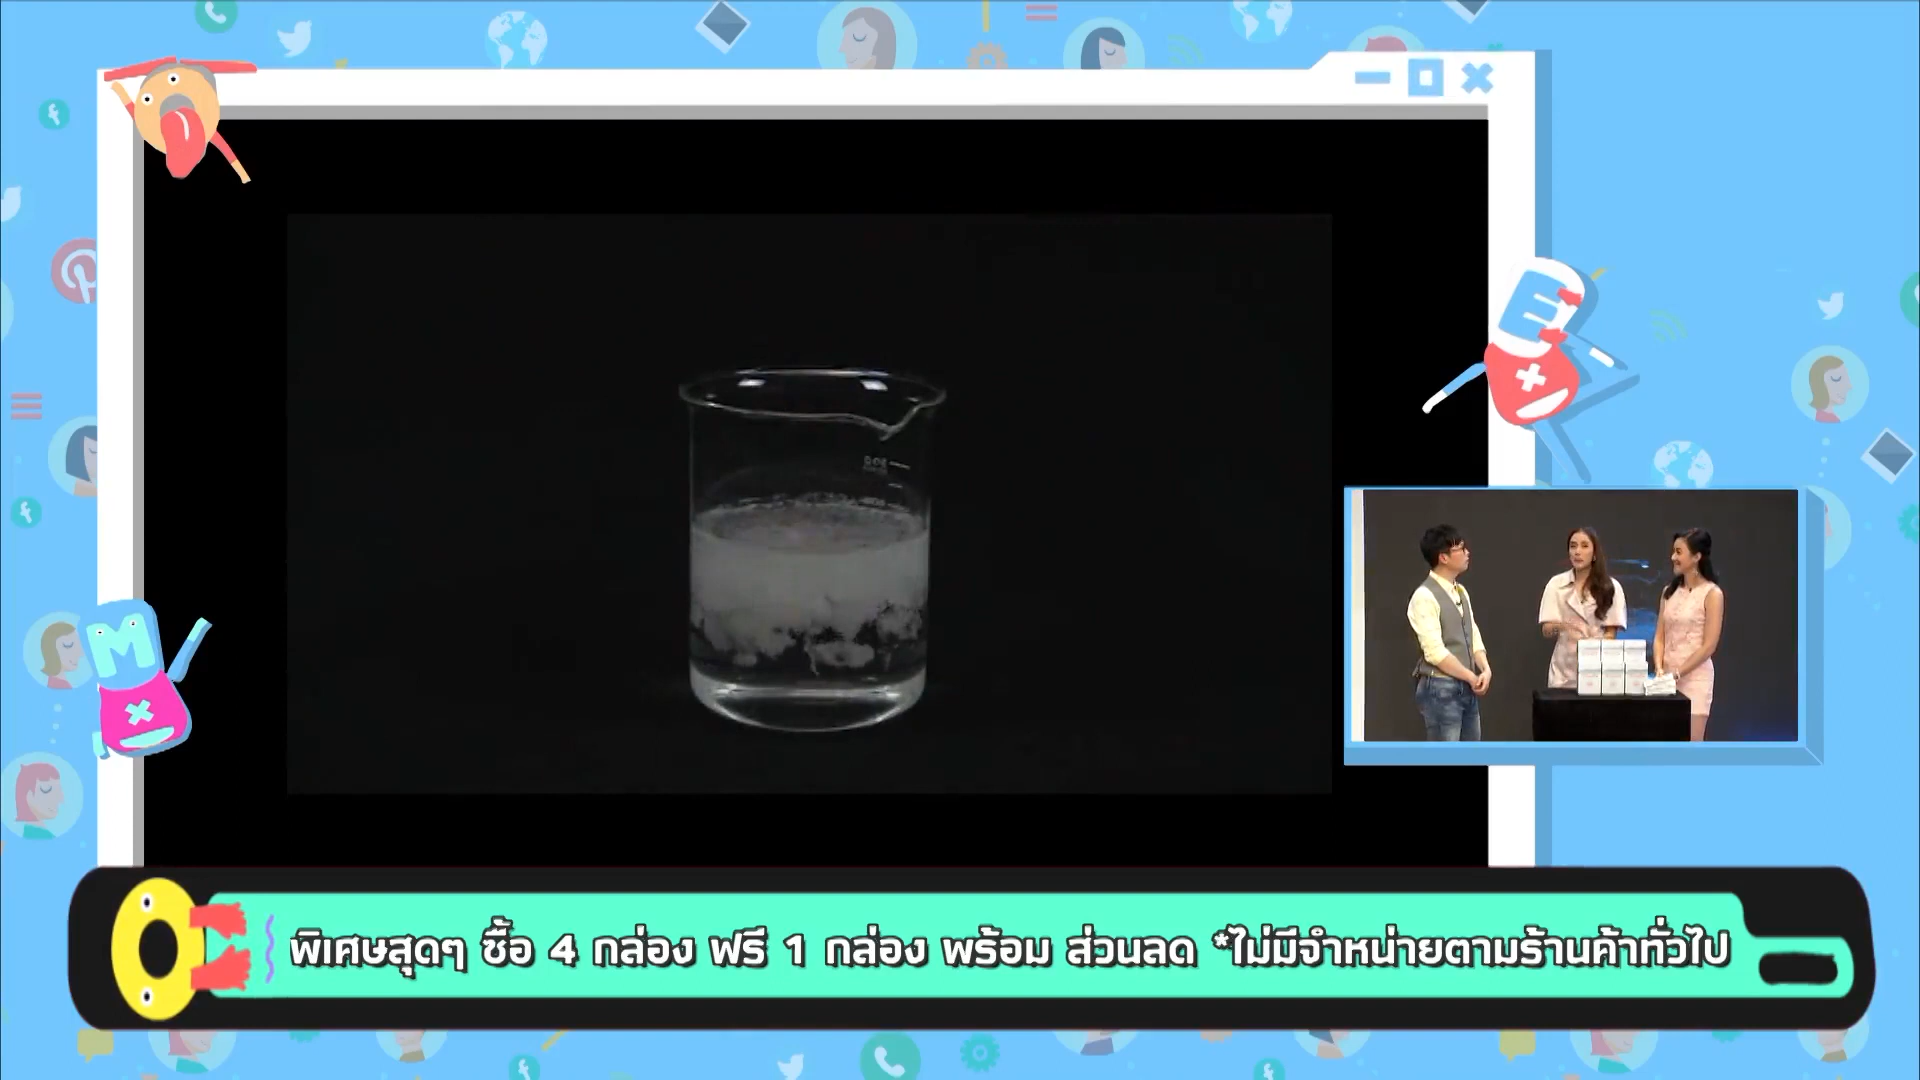 E
M
พิเศษสุดๆ ซื้อ 4 กล่อง ฟรี 1 กล่อง พร้อม ส่วนลด *ไม่มีจำหน่ายตามร้านค้าทั่วไป